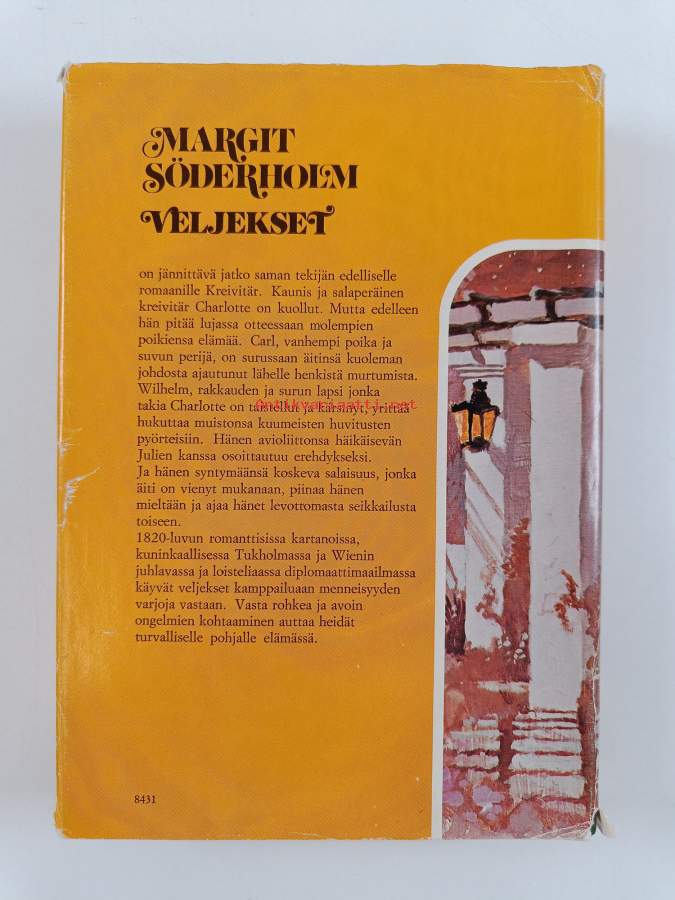 MARGIT
SÖDERHOLM
VELJEKSET
on jännittävä jatko saman tekijän edelliselle
romaanille Kreivitär. Kaunis ja salaperäinen
kreivitär Charlotte on kuollut. Mutta edelleen
hän pitää lujassa otteessaan molempien
poikiensa elämää. Carl, vanhempi poika ja
suvun perijä, on surussaan äitinsä kuoleman
johdosta ajautunut lähelle henkistä murtumista.
Wilhelm, rakkauden ja surun lapsi jonka
takia Charlotte on taistellut ja kärsinyt, yrittää
antikvariaatti.net
hukuttaa muistonsa kuumeisten huvitusten
pyörteisiin. Hänen avioliittonsa häikäisevän
Julien kanssa osoittautuu erehdykseksi.
Ja hänen syntymäänsä koskeva salaisuus, jonka
äiti on vienyt mukanaan, piinaa hänen
mieltään ja ajaa hänet levottomasta seikkailusta
toiseen.
1820-luvun romanttisissa kartanoissa,
kuninkaallisessa Tukholmassa ja Wienin
juhlavassa ja loisteliaassa diplomaattimaailmassa
käyvät veljekset kamppailuaan menneisyyden
varjoja vastaan. Vasta rohkea ja avoin
ongelmien kohtaaminen auttaa heidät
turvalliselle pohjalle elämässä.
8431